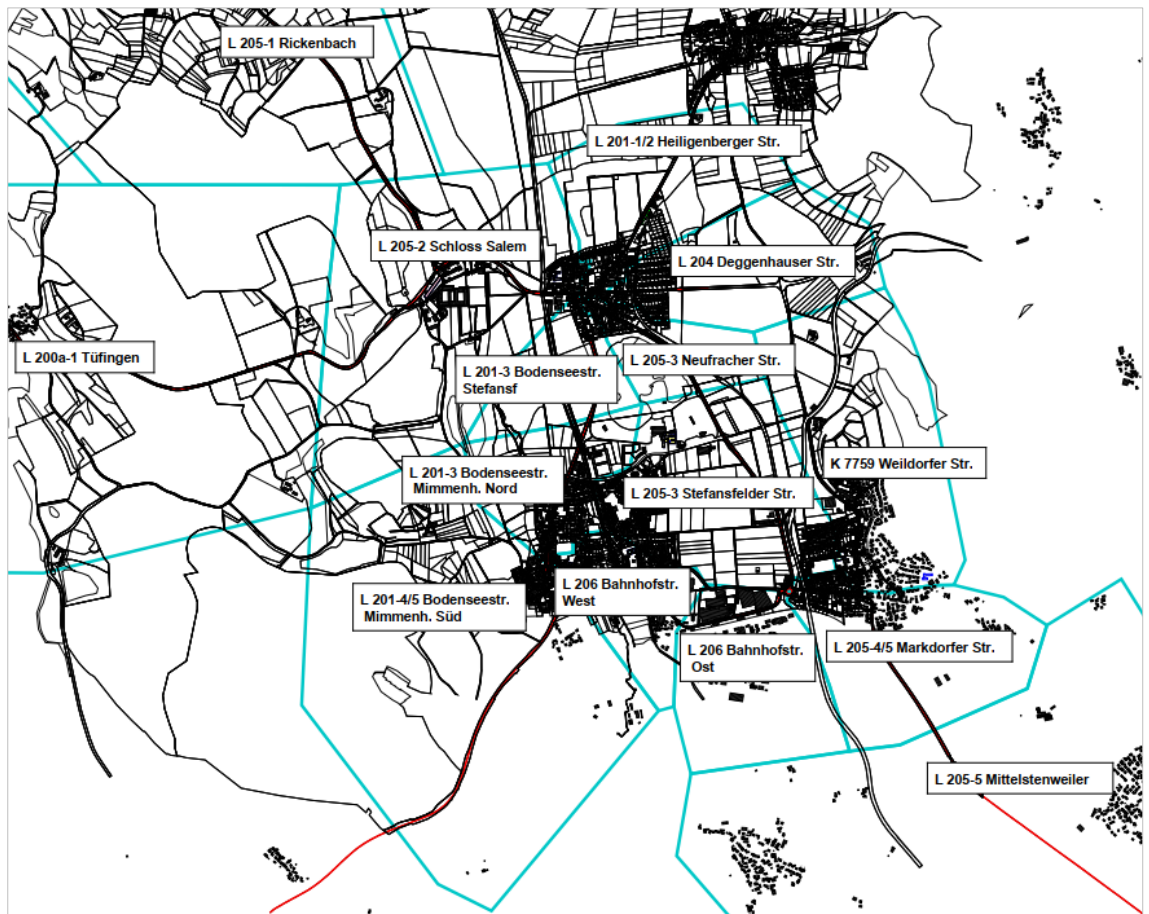 L 205-1 Rickenbach
L 201-1/2 Heiligenberger Str.
L 205-2 Schloss Salem
L 204 Deggenhauser Str.
L 200a-1 Tüfingen
L 205-3 Neufracher Str.
L 201-3 Bodenseestr.
Stefansf
K 7759 Weildorfer Str.
L 201-3 Bodenseestr.
Mimmenh. Nord
L 205-3 Stefansfelder Str.
L 206 Bahnhofstr.
West
L 201-4/5 Bodenseestr.
Mimmenh. Süd
L 206 Bahnhofstr.
Ost
L 205-4/5 Markdorfer Str.
L 205-5 Mittelstenweiler